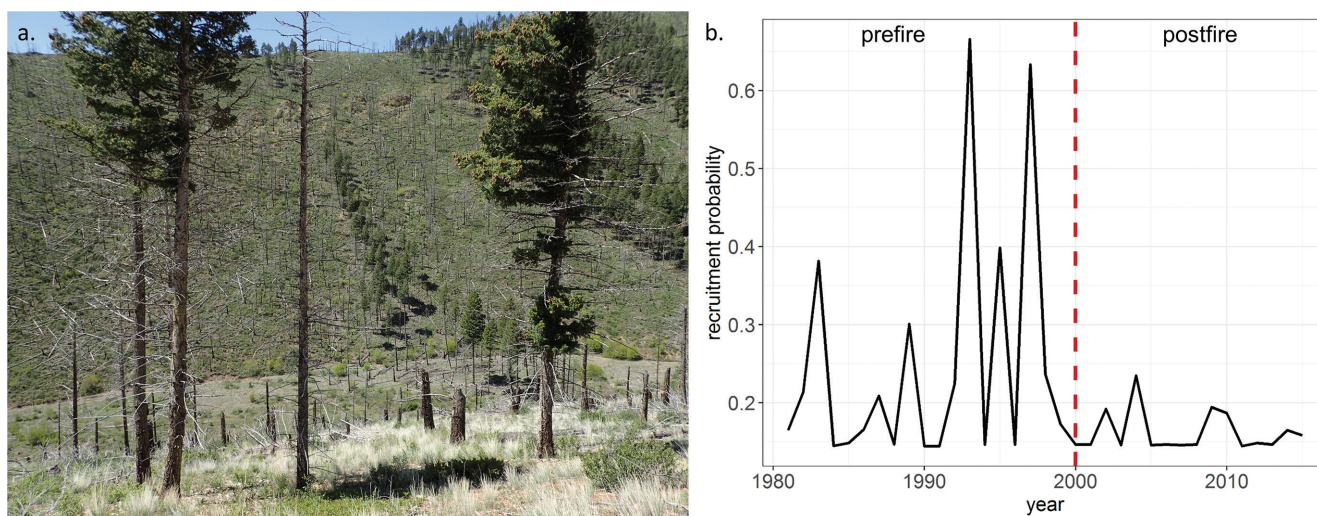 a.
b.
prefire
postfire
recruitment probability
0.6
0.5
0.4
0.3
0.2
1980
1990
2000
2010
year